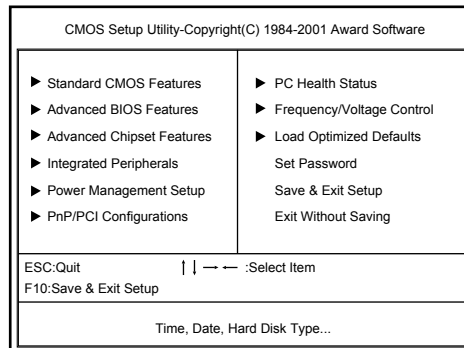 CMOS Setup Utility-Copyright(C) 1984-2001 Award Software
▶ Standard CMOS Features
▶ Advanced BIOS Features
▶ Advanced Chipset Features
▶ Integrated Peripherals
▶ Power Management Setup
▶ PnP/PCI Configurations
▶ PC Health Status
▶ Frequency/Voltage Control
▶ Load Optimized Defaults
Set Password
Save & Exit Setup
Exit Without Saving
ESC:Quit ↑ ↓ → ← :Select Item
F10:Save & Exit Setup
Time, Date, Hard Disk Type...